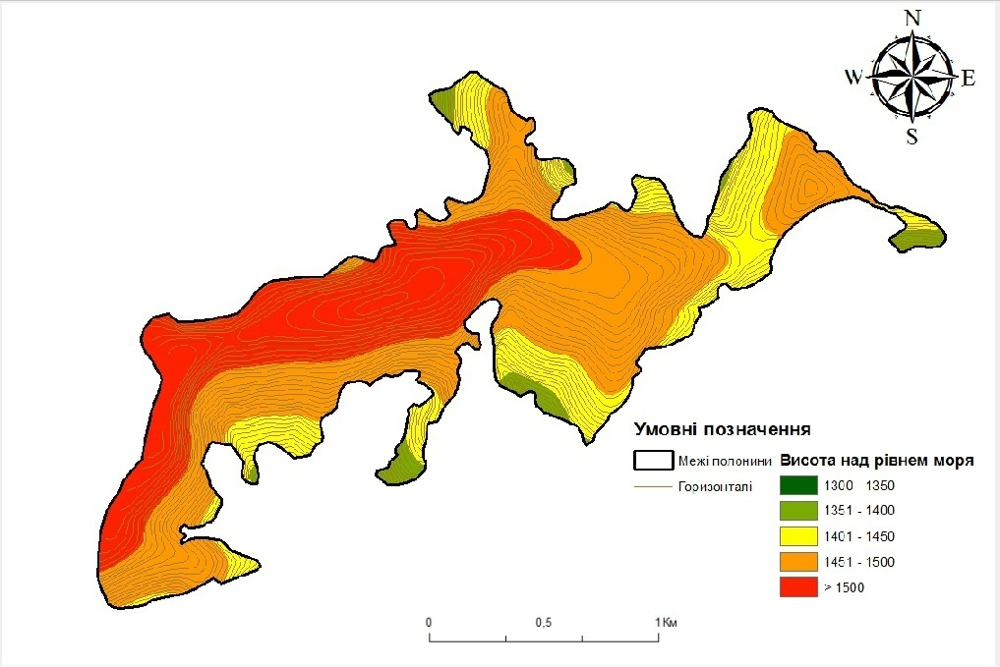 N
W E
S
Умовні позначення
Межі полонини
Горизонталі
Висота над рівнем моря
1300 1350
1351 - 1400
1401 - 1450
1451 - 1500
> 1500
0 0,5 1 Км